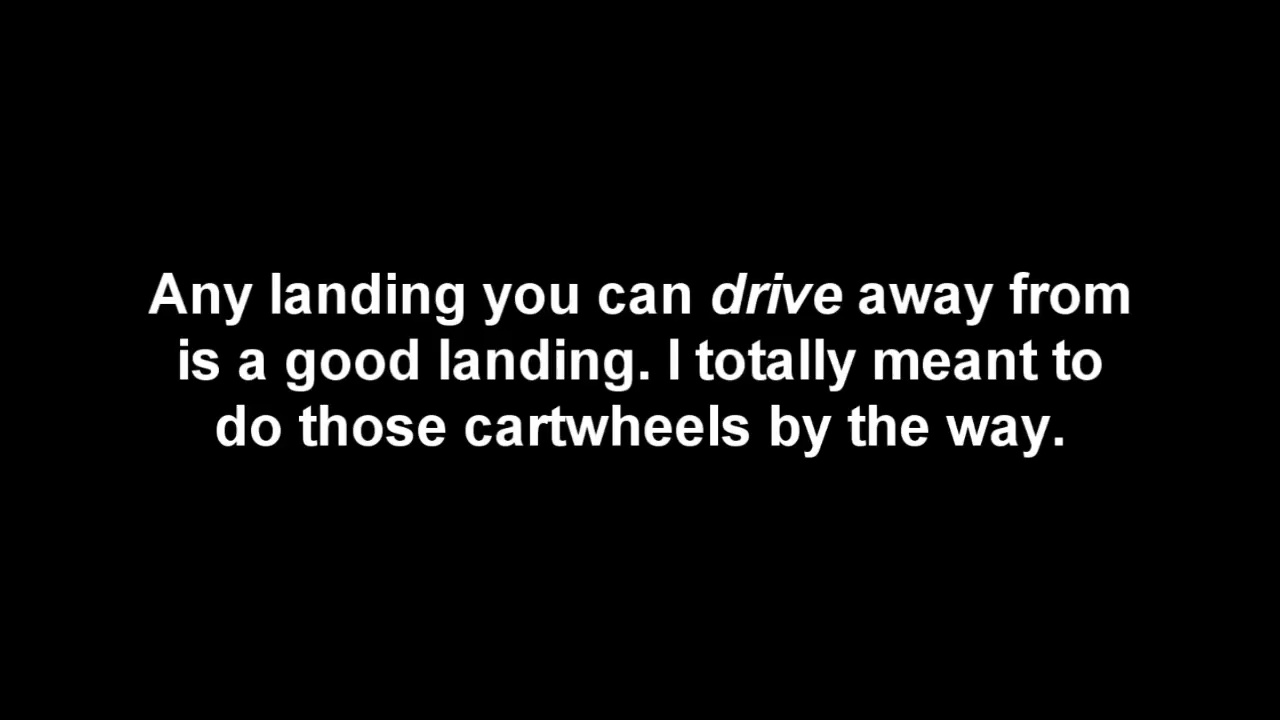 Any landing you can drive away from
is a good landing. I totally meant to
do those cartwheels by the way.